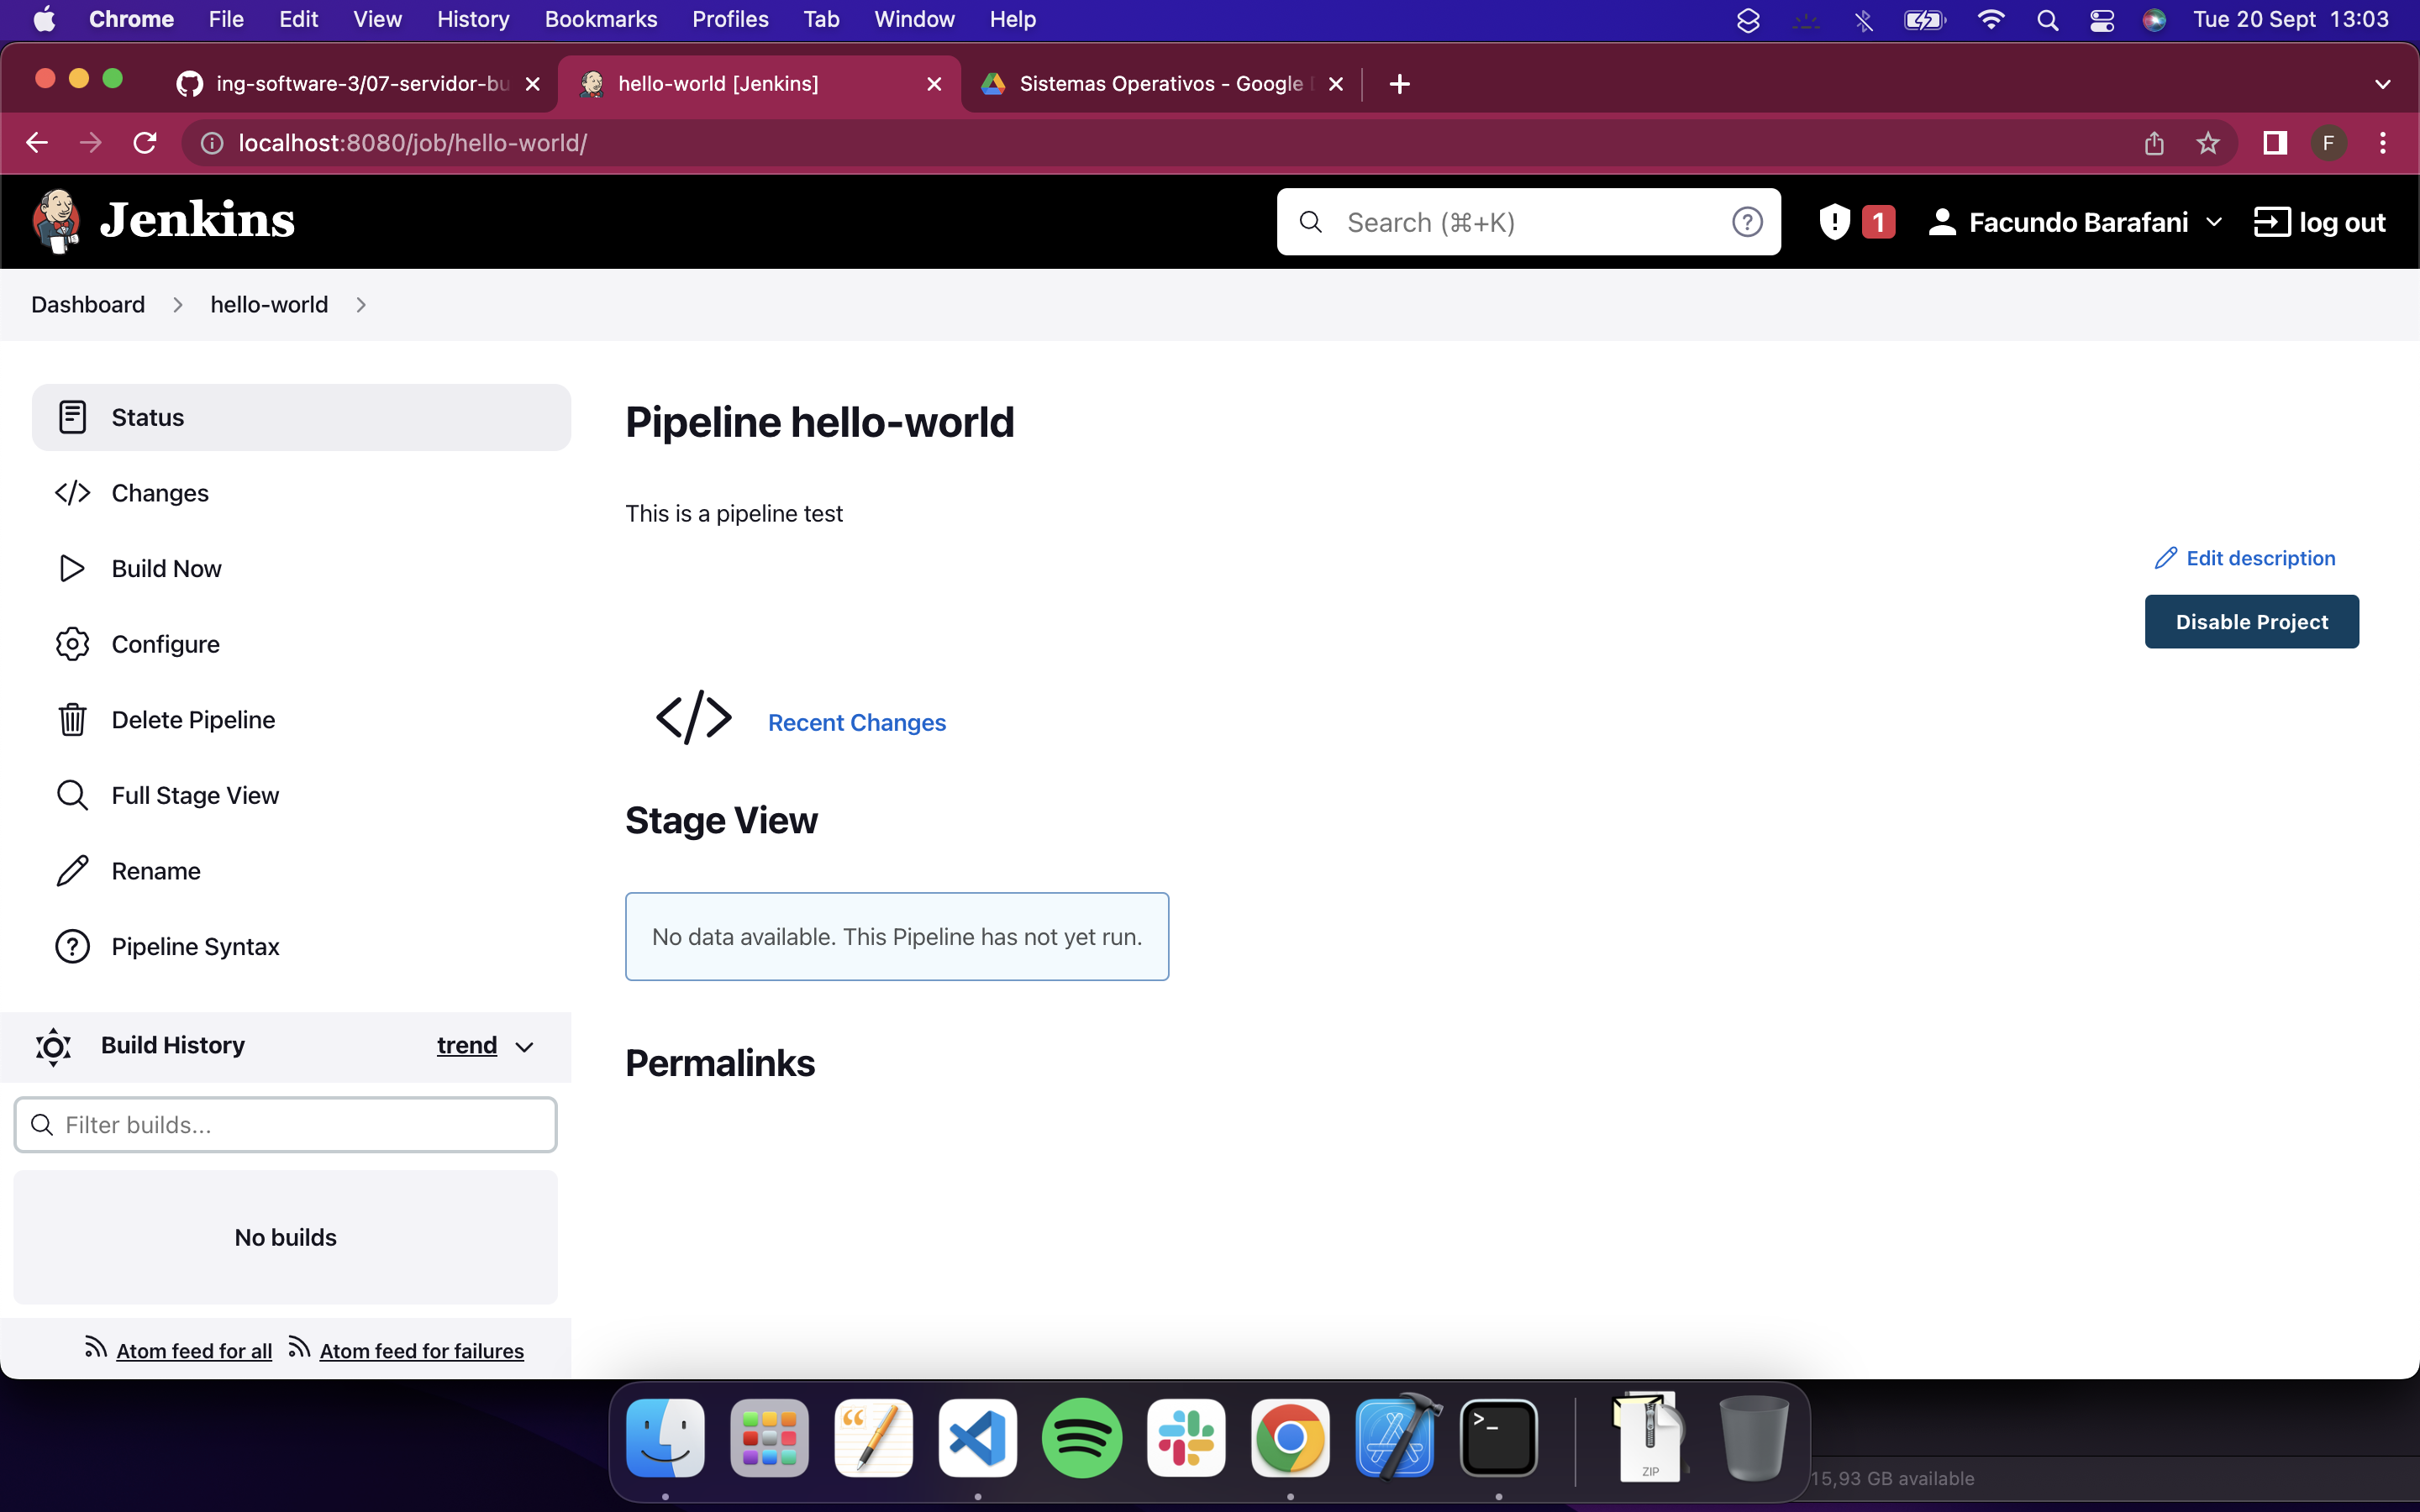 Chrome File Edit View History Bookmarks Profiles Tab Window Help Tue 20 Sept 13:03
ing-software-3/07-servidor-bu hello-world [Jenkins] Sistemas Operativos - Google
localhost:8080/job/hello-world/ F
Jenkins Search (⌘+K) 1 Facundo Barafani log out
Dashboard hello-world
Status
Changes
Build Now
Configure
Delete Pipeline
Full Stage View
Rename
Pipeline Syntax
Build History trend
Filter builds...
No builds
Atom feed for all Atom feed for failures
Pipeline hello-world
This is a pipeline test
Edit description
Disable Project
Recent Changes
Stage View
No data available. This Pipeline has not yet run.
Permalinks
ZIP
15,93 GB available